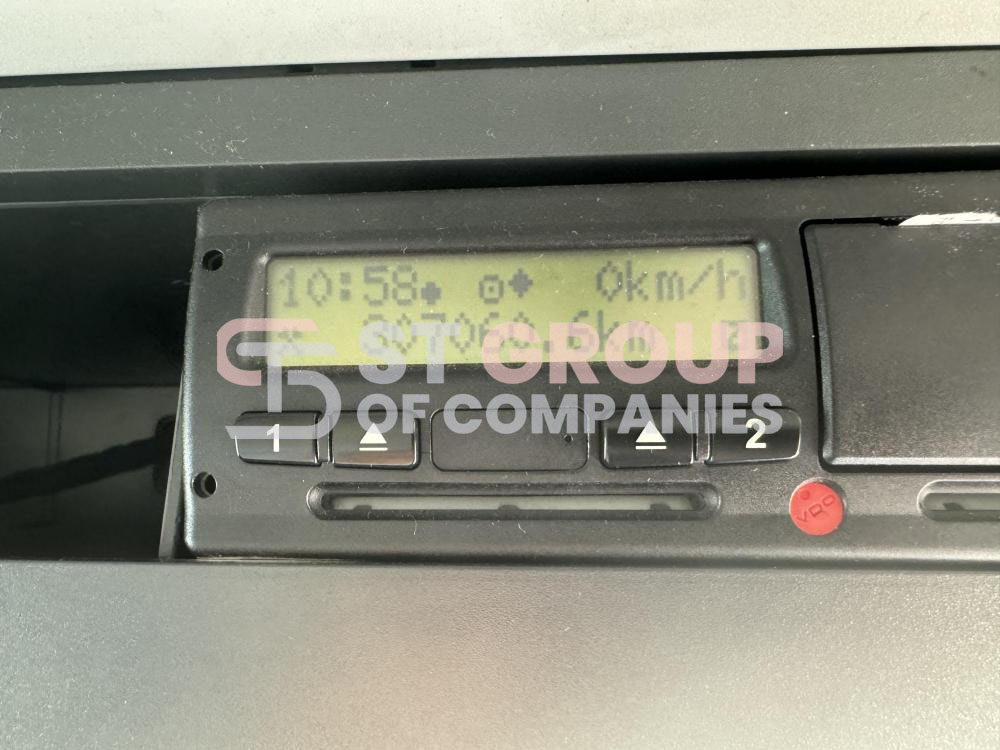 10:58 0km/h
ST GROUP
OF COMPANIES
1 2
VDO